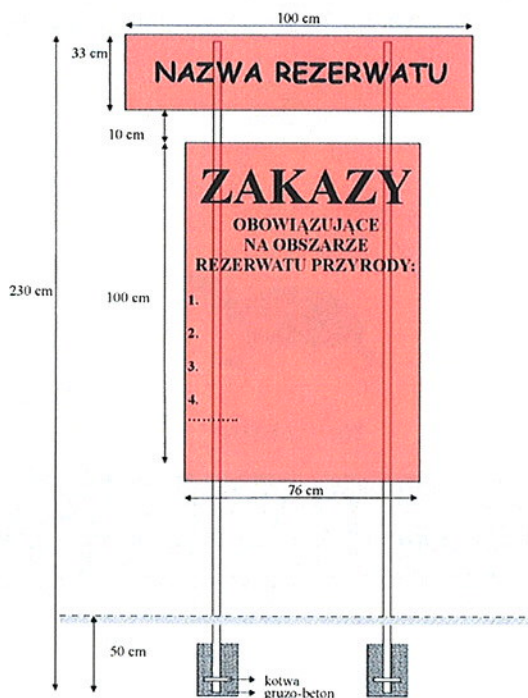 100 cm
33 cm
NAZWA REZERWATU
10 cm
ZAKAZY
OBOWIĄZUJĄCE
NA OBSZARZE
REZERWATU PRZYRODY:
230 cm
100 cm
1.
2.
3.
4.
.............
76 cm
50 cm
kotwa
gruzo-beton